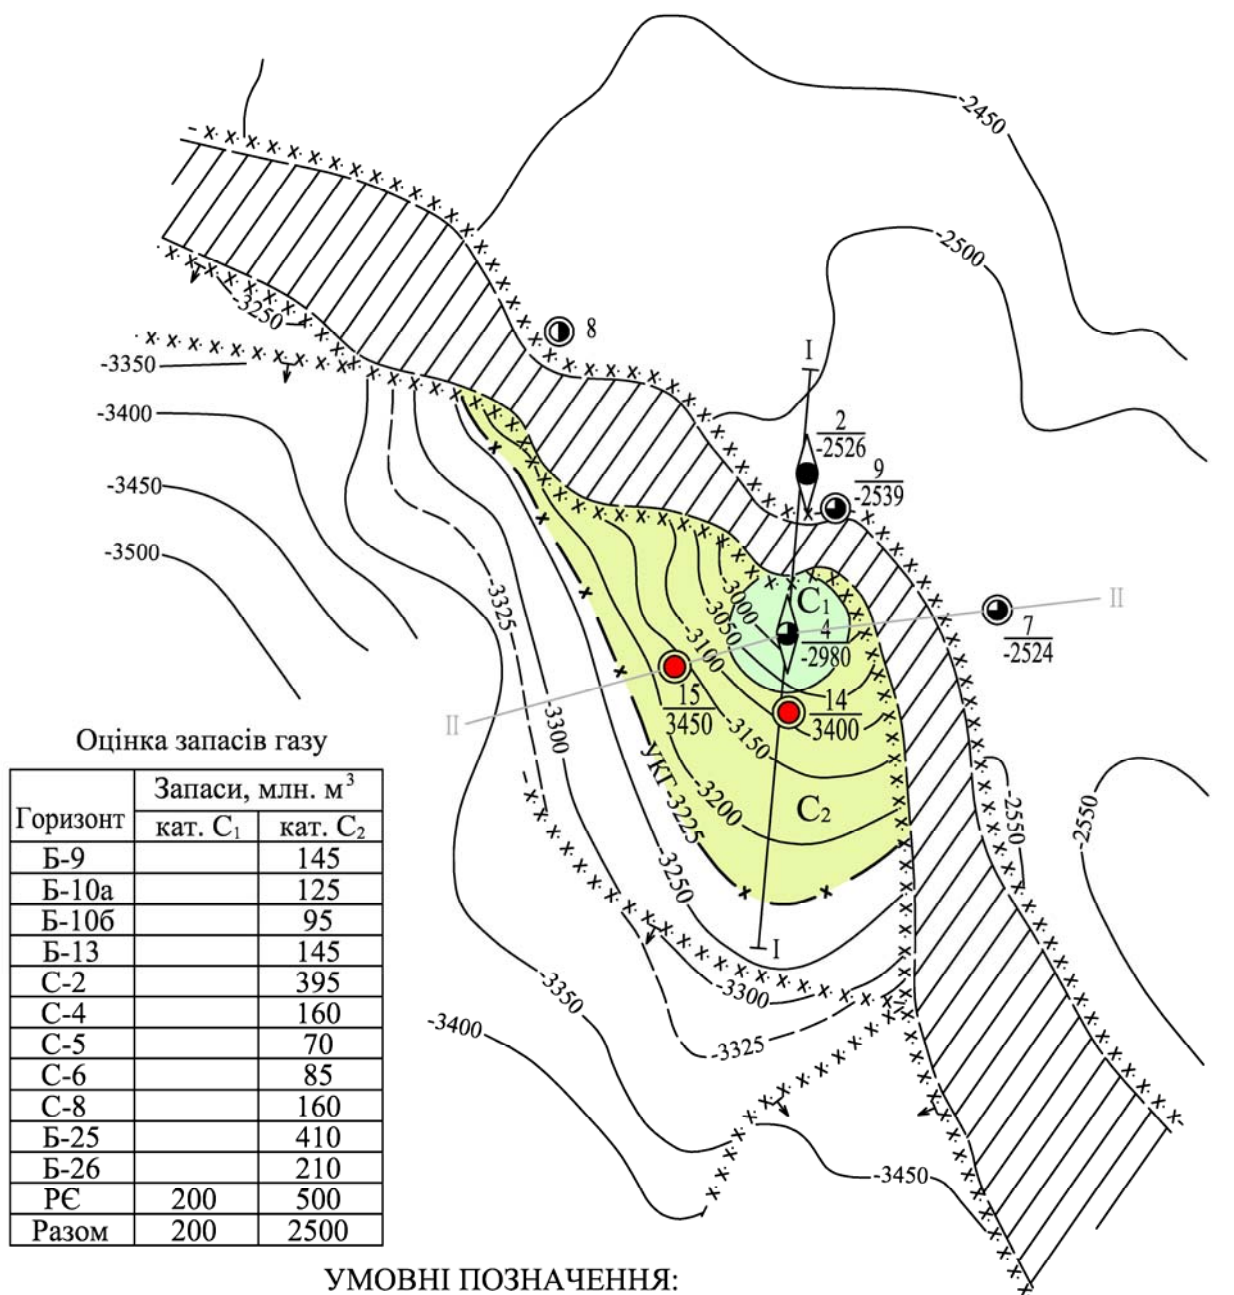 -2450
-2500
-3250
8
I
-3350
-3400
2
-2526
9
-2539
-3450
-3500
-3325
-3000
C₁
-3050
4
-2980
II
7
-2524
-3100
15
3450
14
3400
II
-3300
-3150
УКГ -3225
-3200
C₂
-2550
-2550
-3250
I
-3300
-3350
-3400
-3325
-3450
Оцінка запасів газу
Горизонт Запаси, млн. м³
кат. C₁ кат. C₂
Б-9 145
Б-10а 125
Б-10б 95
Б-13 145
С-2 395
С-4 160
С-5 70
С-6 85
С-8 160
Б-25 410
Б-26 210
РЄ 200 500
Разом 200 2500
УМОВНІ ПОЗНАЧЕННЯ: